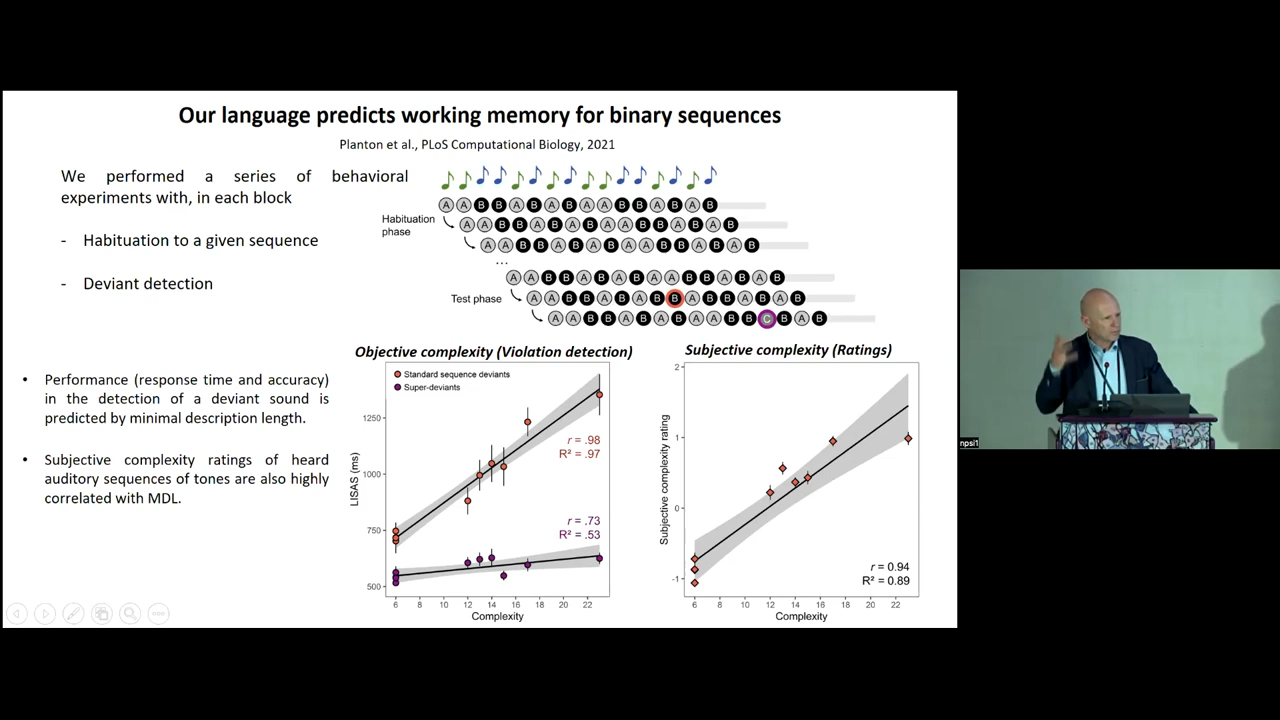 Our language predicts working memory for binary sequences
Planton et al., PLoS Computational Biology, 2021
We performed a series of behavioral
experiments with, in each block
- Habituation to a given sequence
- Deviant detection
A A B B A B A B A A B B A B A B
Habituation
phase
A A B B A B A B A A B B A B A B
A A B B A B A B A A B B A B A B
...
A A B B A B A B A A B B A B A B
Test phase
A A B B A B A B B A B B A B A B
A A B B A B A B A A B B C B A B
• Performance (response time and accuracy)
in the detection of a deviant sound is
predicted by minimal description length.
• Subjective complexity ratings of heard
auditory sequences of tones are also highly
correlated with MDL.
Objective complexity (Violation detection)
Standard sequence deviants
Super-deviants
1250
1000
750
500
LISAS (ms)
r = .98
R² = .97
r = .73
R² = .53
6 8 10 12 14 16 18 20 22
Complexity
Subjective complexity (Ratings)
2
1
0
-1
Subjective complexity rating
r = 0.94
R² = 0.89
6 8 10 12 14 16 18 20 22
Complexity
npsi1